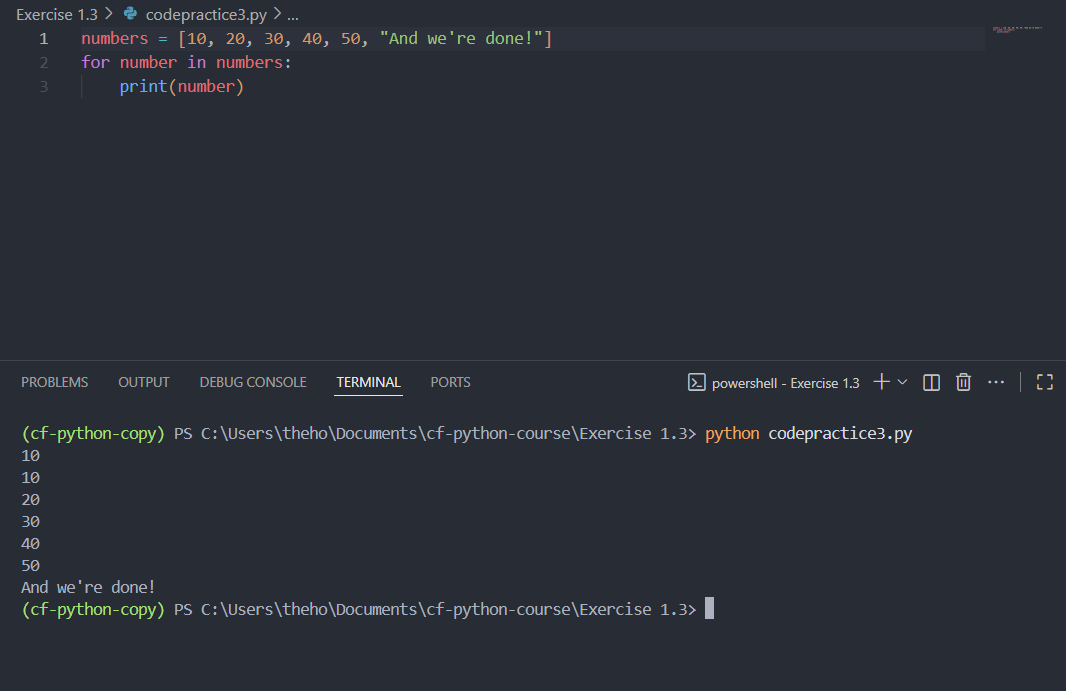 Exercise 1.3 > codepractice3.py > ...
1 numbers = [10, 20, 30, 40, 50, "And we're done!"]
2 for number in numbers:
3     print(number)
PROBLEMS OUTPUT DEBUG CONSOLE TERMINAL PORTS powershell - Exercise 1.3
(cf-python-copy) PS C:\Users\theho\Documents\cf-python-course\Exercise 1.3> python codepractice3.py
10
10
20
30
40
50
And we're done!
(cf-python-copy) PS C:\Users\theho\Documents\cf-python-course\Exercise 1.3>